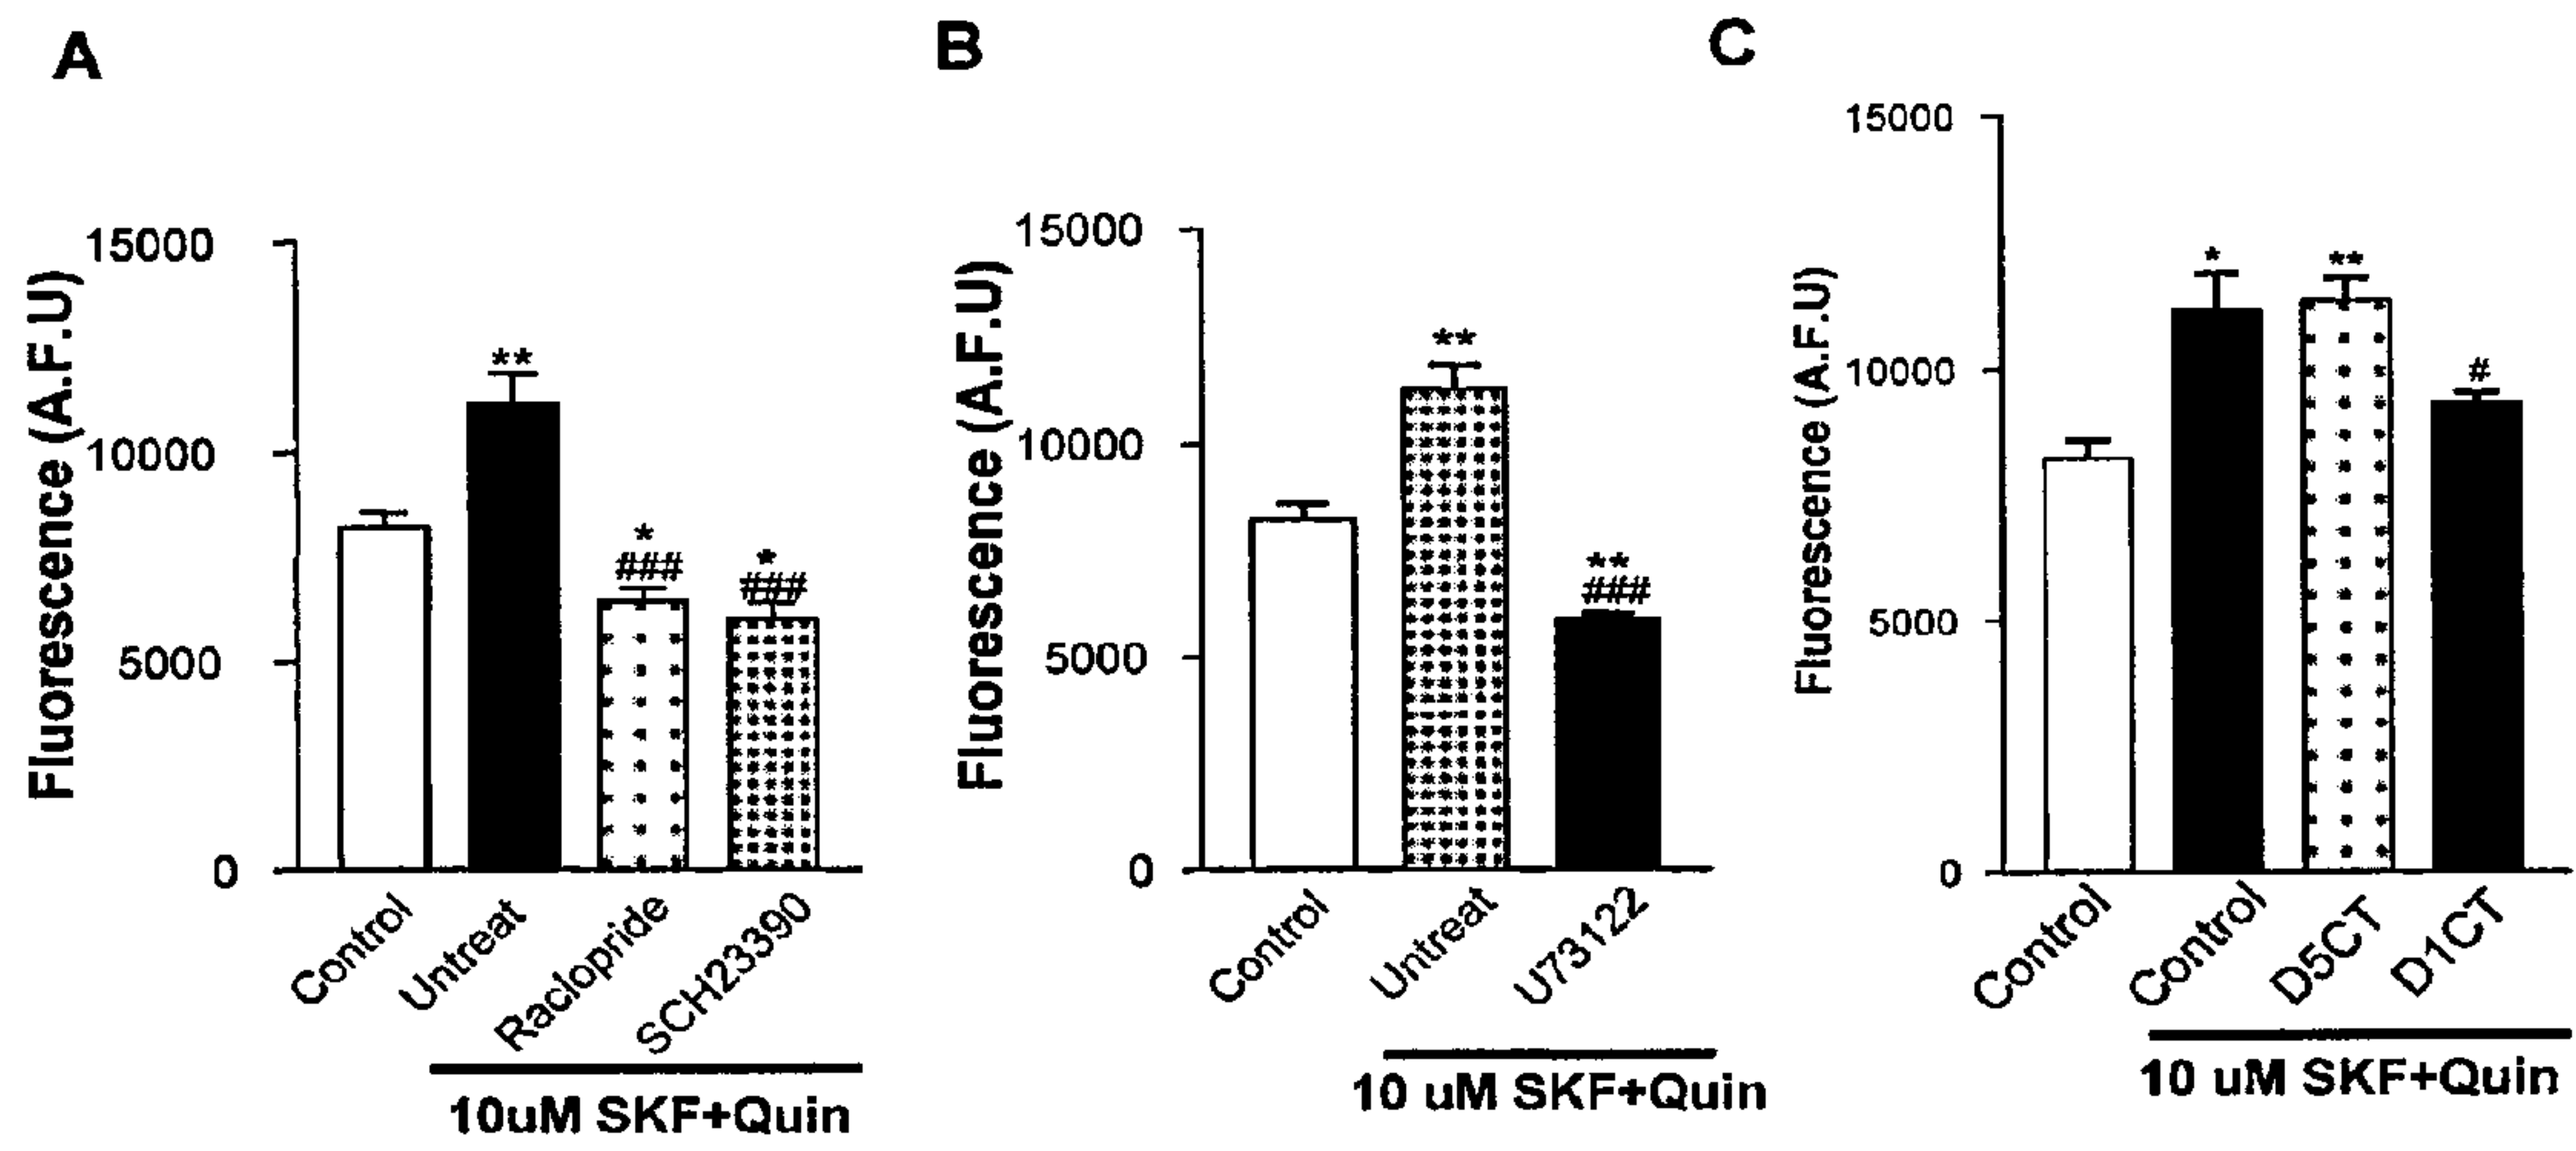 A
15000
10000
5000
0
Fluorescence (A.F.U)
**
*
###
*
###
Control
Untreat
Raclopride
SCH23390
10uM SKF+Quin
B
15000
10000
5000
0
Fluorescence (A.F.U)
**
**
###
Control
Untreat
U73122
10 uM SKF+Quin
C
15000
10000
5000
0
Fluorescence (A.F.U)
*
**
#
Control
Control
D5CT
D1CT
10 uM SKF+Quin